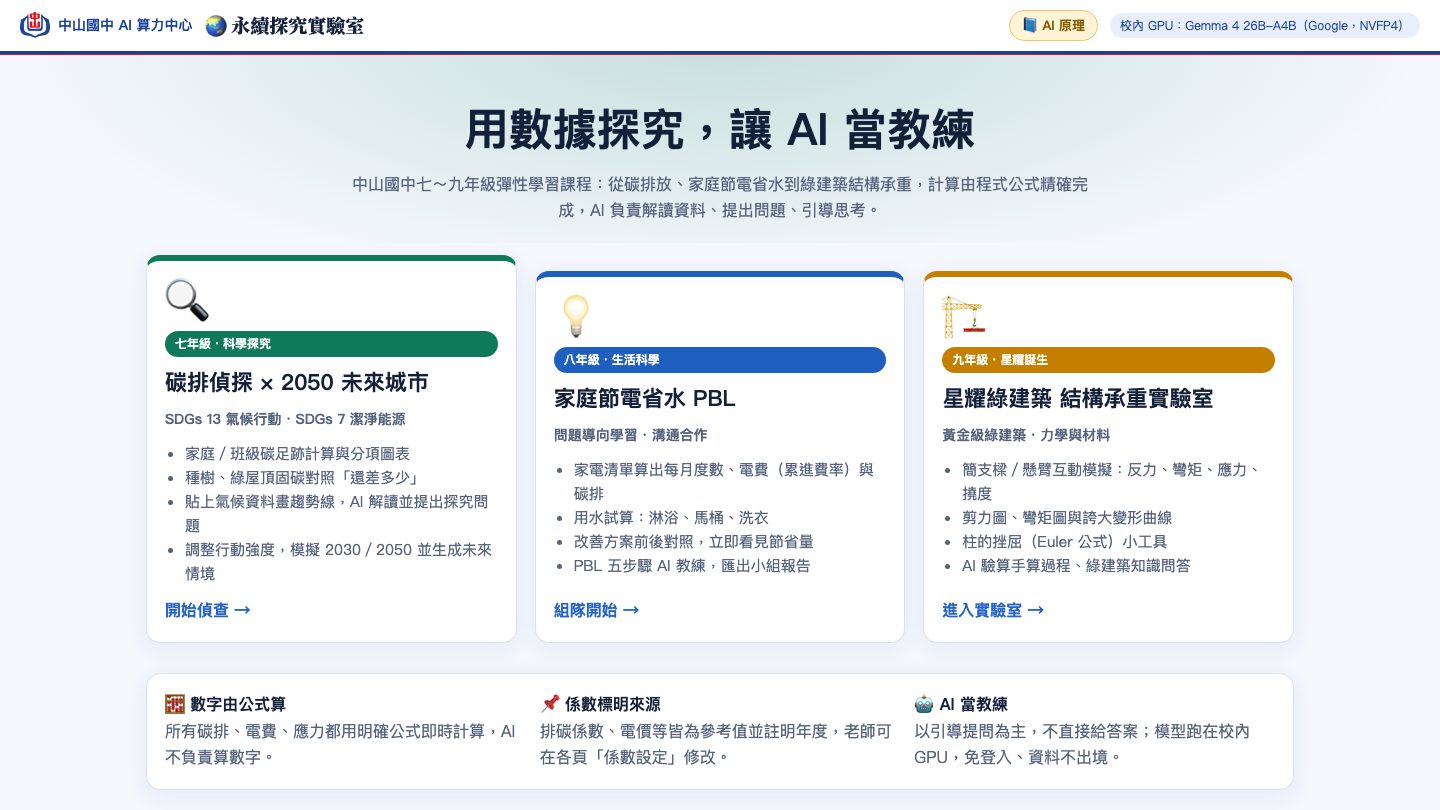 中山國中 AI 算力中心
永續探究實驗室
AI 原理
校內 GPU：Gemma 4 26B–A4B（Google，NVFP4）
用數據探究，讓 AI 當教練
中山國中七～九年級彈性學習課程：從碳排放、家庭節電省水到綠建築結構承重，計算由程式公式精確完
成，AI 負責解讀資料、提出問題、引導思考。
七年級 · 科學探究
碳排偵探 × 2050 未來城市
SDGs 13 氣候行動 · SDGs 7 潔淨能源
家庭 / 班級碳足跡計算與分項圖表
種樹、綠屋頂固碳對照「還差多少」
貼上氣候資料畫趨勢線，AI 解讀並提出探究問
題
調整行動強度，模擬 2030 / 2050 並生成未來
情境
開始偵查 →
八年級 · 生活科學
家庭節電省水 PBL
問題導向學習 · 溝通合作
家電清單算出每月度數、電費（累進費率）與
碳排
用水試算：淋浴、馬桶、洗衣
改善方案前後對照，立即看見節省量
PBL 五步驟 AI 教練，匯出小組報告
組隊開始 →
九年級 · 星耀誕生
星耀綠建築 結構承重實驗室
黃金級綠建築 · 力學與材料
簡支樑 / 懸臂互動模擬：反力、彎矩、應力、
撓度
剪力圖、彎矩圖與誇大變形曲線
柱的挫屈（Euler 公式）小工具
AI 驗算手算過程、綠建築知識問答
進入實驗室 →
數字由公式算
所有碳排、電費、應力都用明確公式即時計算，AI
不負責算數字。
係數標明來源
排碳係數、電價等皆為參考值並註明年度，老師可
在各頁「係數設定」修改。
AI 當教練
以引導提問為主，不直接給答案；模型跑在校內
GPU，免登入、資料不出境。